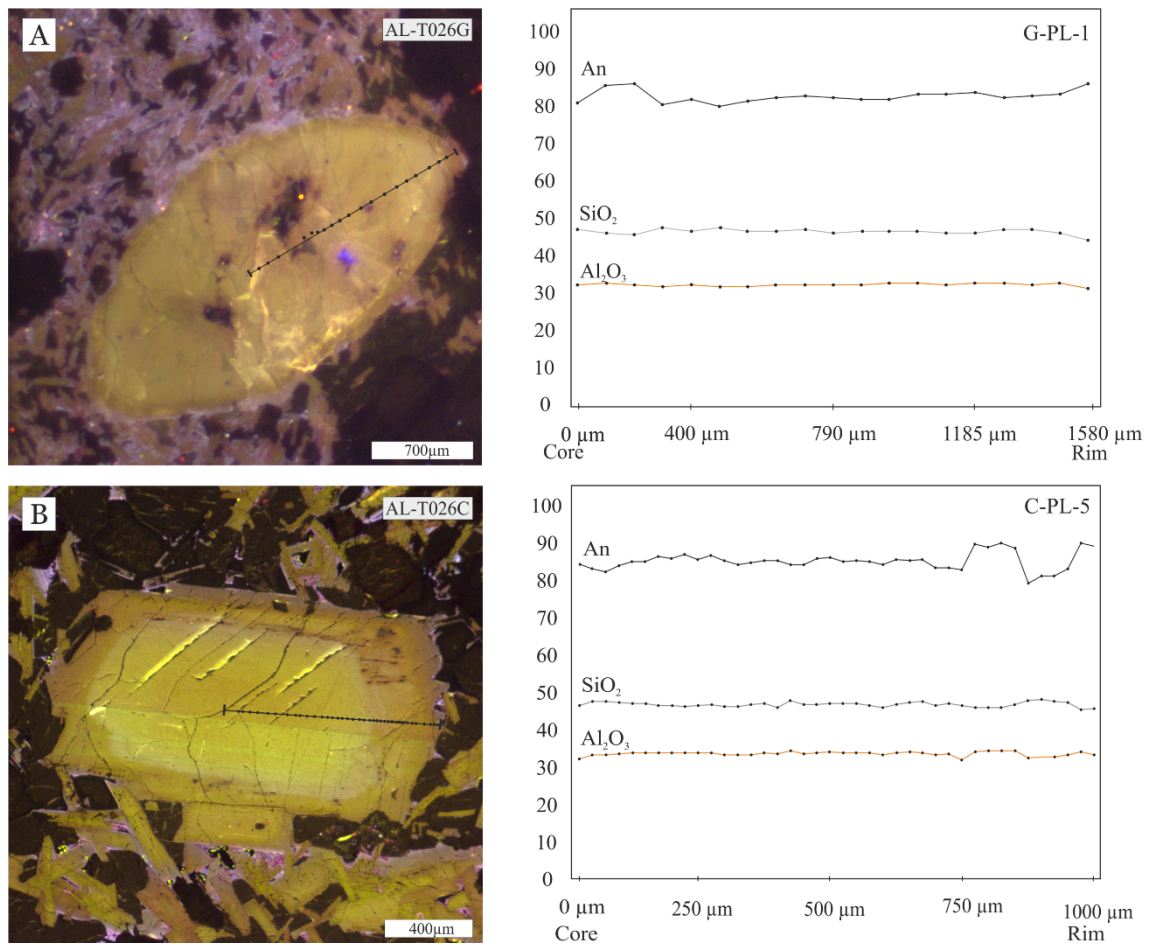 A
AL-T026G
700µm
G-PL-1
100
90
80
70
60
50
40
30
20
10
0
An
SiO₂
Al₂O₃
0 µm
400 µm
790 µm
1185 µm
1580 µm
Core
Rim
B
AL-T026C
400µm
C-PL-5
100
90
80
70
60
50
40
30
20
10
0
An
SiO₂
Al₂O₃
0 µm
250 µm
500 µm
750 µm
1000 µm
Core
Rim